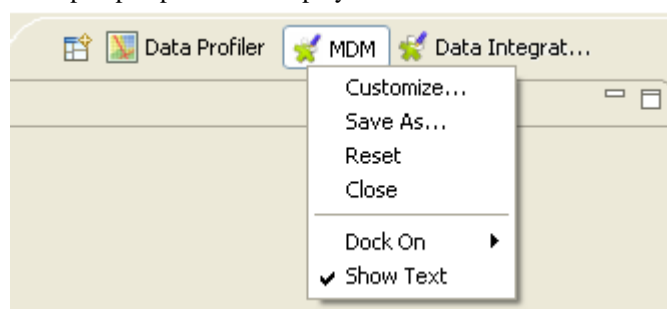 Data Profiler MDM Data Integrat...
Customize...
Save As...
Reset
Close
Dock On
Show Text